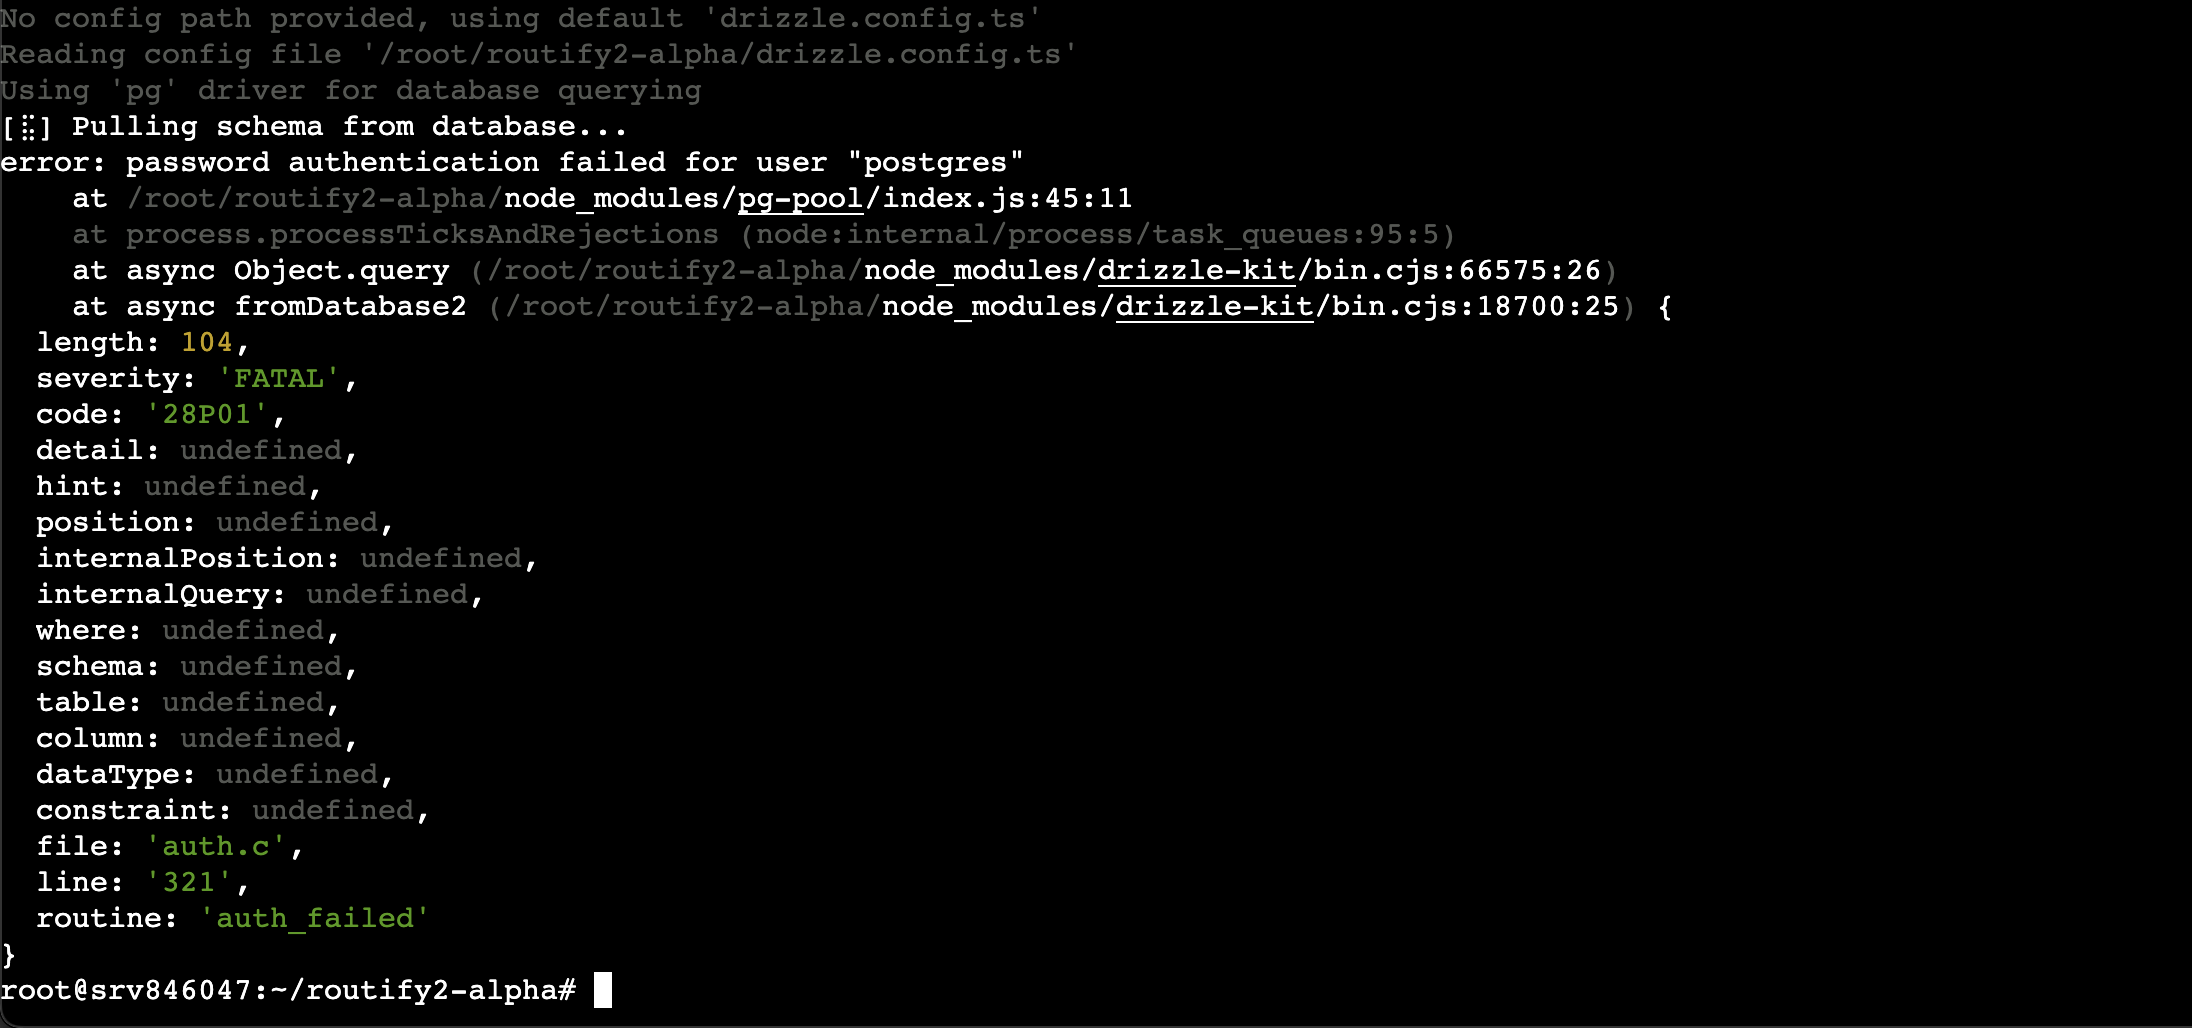 No config path provided, using default 'drizzle.config.ts'
Reading config file '/root/routify2-alpha/drizzle.config.ts'
Using 'pg' driver for database querying
[⣯] Pulling schema from database...
error: password authentication failed for user "postgres"
    at /root/routify2-alpha/node_modules/pg-pool/index.js:45:11
    at process.processTicksAndRejections (node:internal/process/task_queues:95:5)
    at async Object.query (/root/routify2-alpha/node_modules/drizzle-kit/bin.cjs:66575:26)
    at async fromDatabase2 (/root/routify2-alpha/node_modules/drizzle-kit/bin.cjs:18700:25) {
  length: 104,
  severity: 'FATAL',
  code: '28P01',
  detail: undefined,
  hint: undefined,
  position: undefined,
  internalPosition: undefined,
  internalQuery: undefined,
  where: undefined,
  schema: undefined,
  table: undefined,
  column: undefined,
  dataType: undefined,
  constraint: undefined,
  file: 'auth.c',
  line: '321',
  routine: 'auth_failed'
}
root@srv846047:~/routify2-alpha#